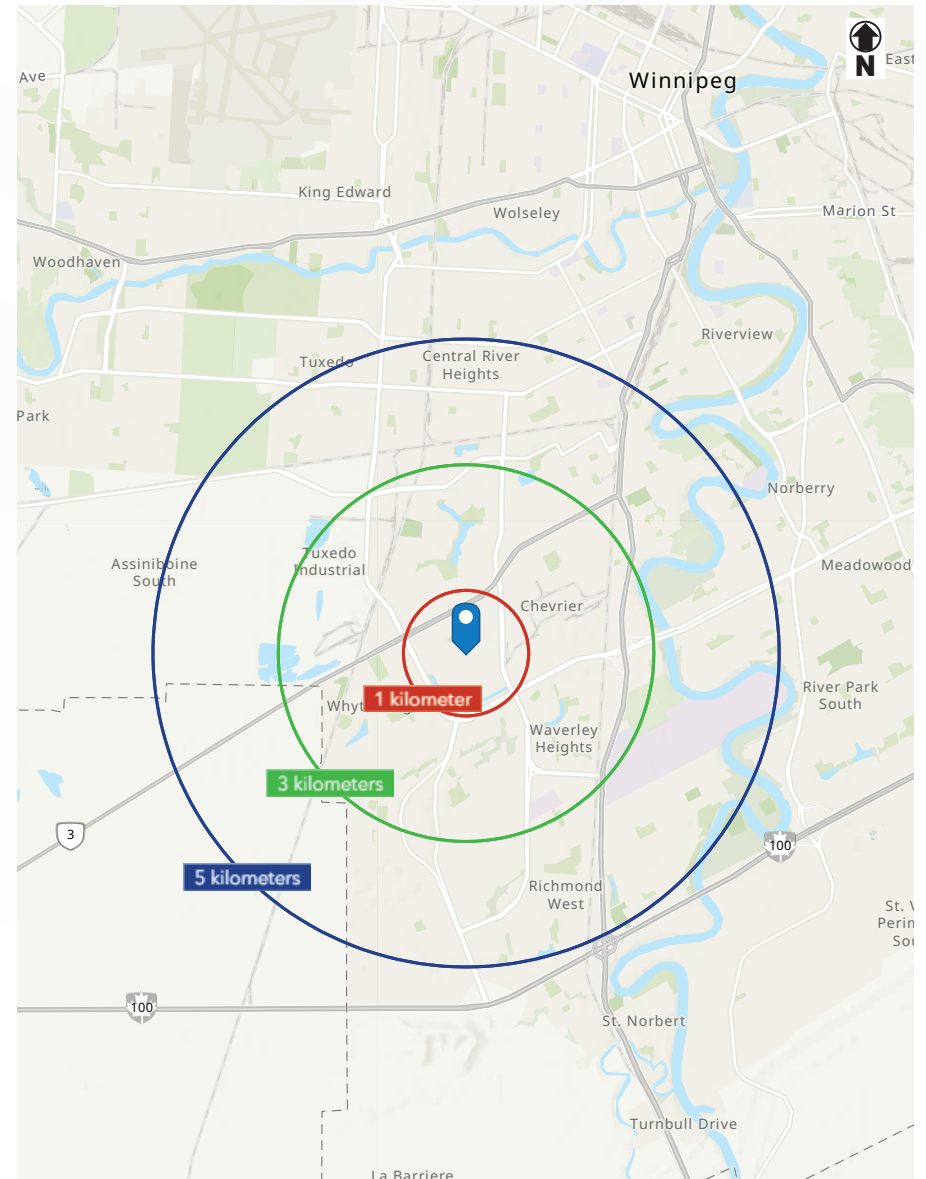 N
East
Winnipeg
Ave
King Edward
Wolseley
Marion St
Woodhaven
Riverview
Tuxedo
Central River
Heights
Park
Norberry
Tuxedo
Industrial
Assiniboine
South
Meadowood
Chevrier
1 kilometer
River Park
South
Waverley
Heights
3 kilometers
3
100
5 kilometers
Richmond
West
St. V
Perim
Sou
100
St. Norbert
Turnbull Drive
La Barriere